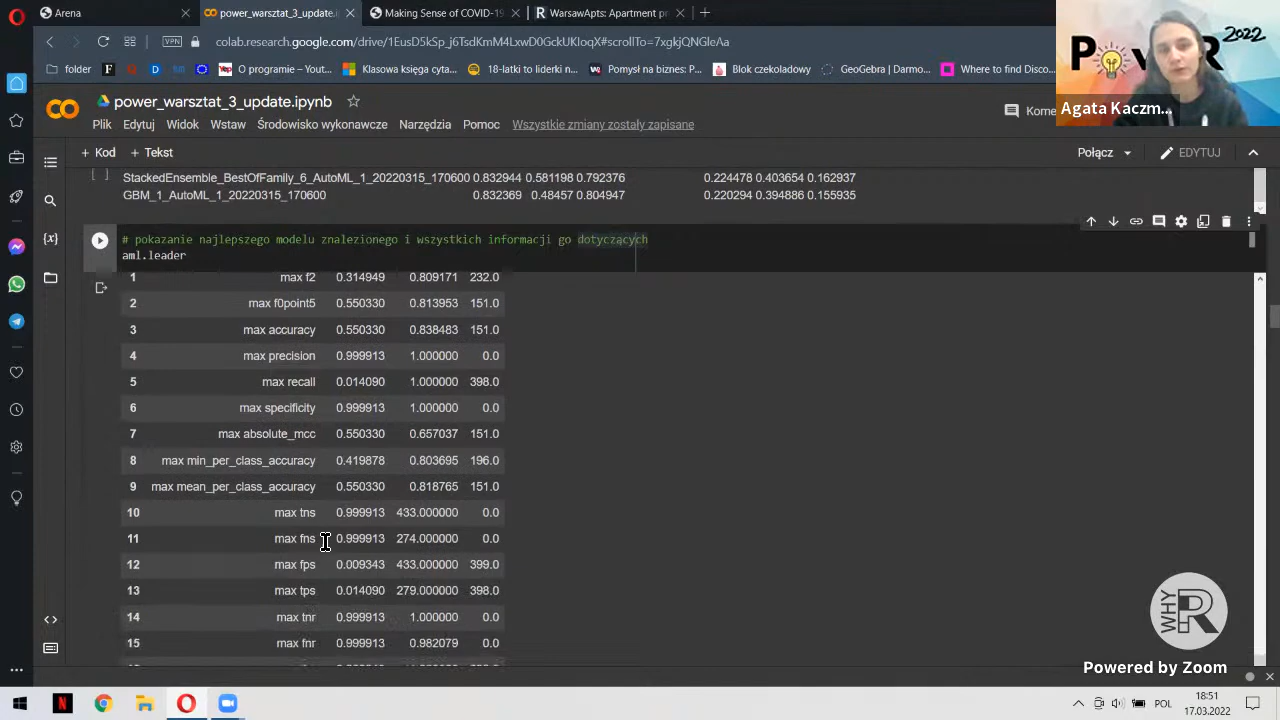 Arena
power_warsztat_3_update.i
Making Sense of COVID-19
WarsawApts: Apartment pr
VPN
colab.research.google.com/drive/1EusD5kSp_j6TsdKmM4LxwDXGckUKIoqX#scrollTo=7xgkjQNGleAa
folder
O programie – Yout...
Klasowa księga cyta...
18-latki to liderki n...
Pomysł na biznes: P...
Blok czekoladowy
GeoGebra | Darmo...
Where to find Disco...
2022
Agata Kaczm...
power_warsztat_3_update.ipynb
Kome
Plik Edytuj Widok Wstaw Środowisko wykonawcze Narzędzia Pomoc Wszystkie zmiany zostały zapisane
+ Kod + Tekst
Połącz
EDYTUJ
[ ] StackedEnsemble_BestOfFamily_6_AutoML_1_20220315_170600 0.832944 0.581198 0.792376 0.224478 0.403654 0.162937
GBM_1_AutoML_1_20220315_170600 0.832369 0.48457 0.804947 0.220294 0.394886 0.155935
# pokazanie najlepszego modelu znalezionego i wszystkich informacji go dotyczących
aml.leader
1 max f2 0.314949 0.809171 232.0
2 max f0point5 0.550330 0.813953 151.0
3 max accuracy 0.550330 0.838483 151.0
4 max precision 0.999913 1.000000 0.0
5 max recall 0.014090 1.000000 398.0
6 max specificity 0.999913 1.000000 0.0
7 max absolute_mcc 0.550330 0.657037 151.0
8 max min_per_class_accuracy 0.419878 0.803695 196.0
9 max mean_per_class_accuracy 0.550330 0.818765 151.0
10 max tns 0.999913 433.000000 0.0
11 max fns 0.999913 274.000000 0.0
12 max fps 0.009343 433.000000 399.0
13 max tps 0.014090 279.000000 398.0
14 max tnr 0.999913 1.000000 0.0
15 max fnr 0.999913 0.982079 0.0
WHY R
Powered by Zoom
POL
18:51
17.03.2022